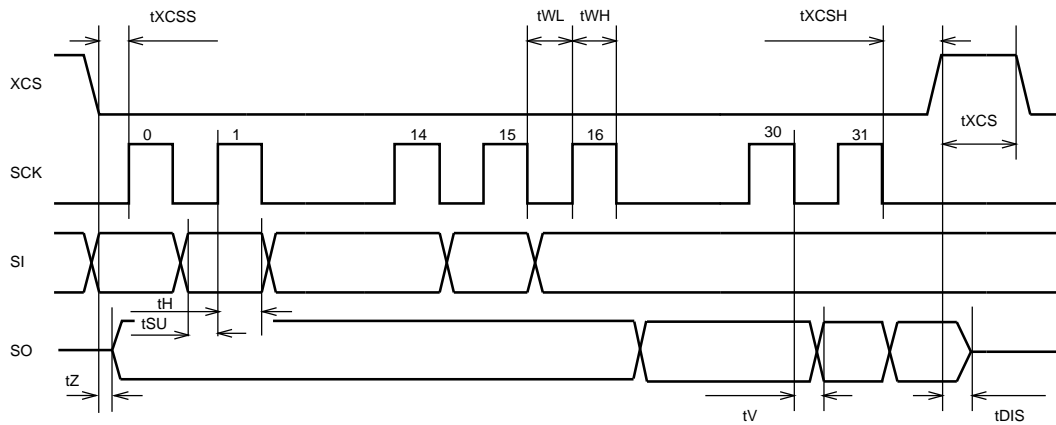 tXCSS tWL tWH tXCSH
XCS
tXCS
0 1 14 15 16 30 31
SCK
SI
tH
tSU
SO
tZ
tV tDIS